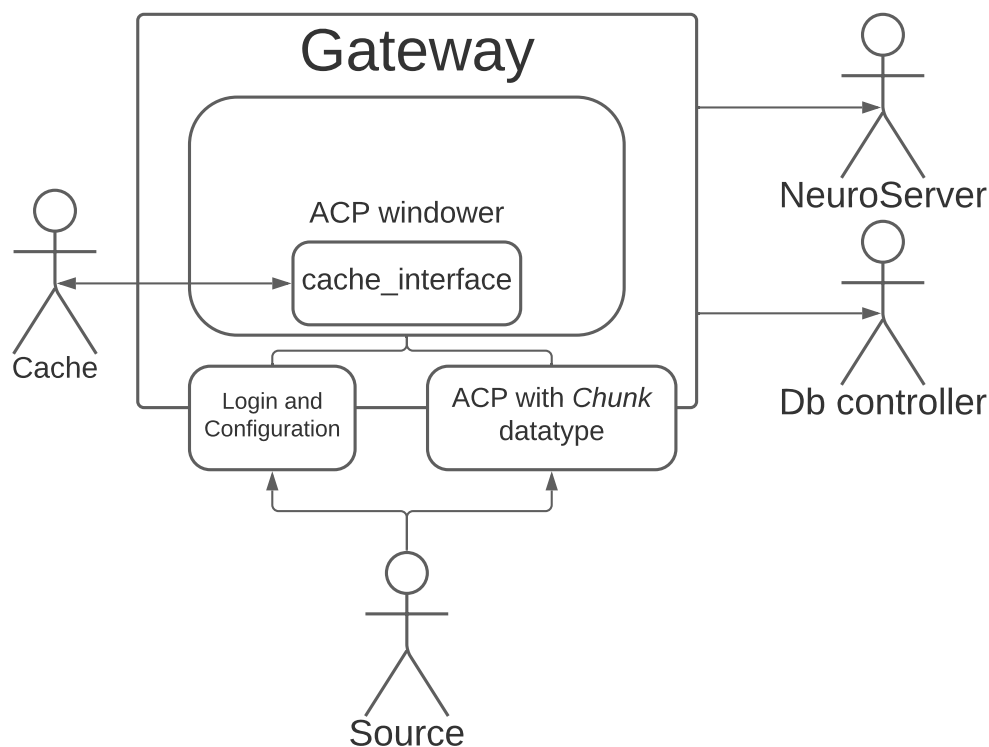 Gateway
NeuroServer
ACP windower
cache_interface
Cache
Db controller
Login and
Configuration
ACP with Chunk
datatype
Source